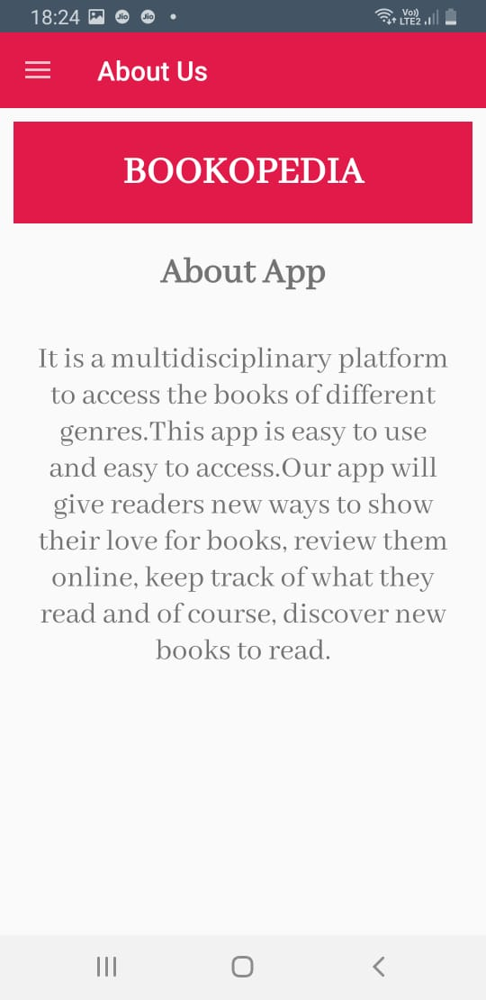 18:24 Jio Jio Vo)) LTE2
About Us
BOOKOPEDIA
About App
It is a multidisciplinary platform
to access the books of different
genres.This app is easy to use
and easy to access.Our app will
give readers new ways to show
their love for books, review them
online, keep track of what they
read and of course, discover new
books to read.